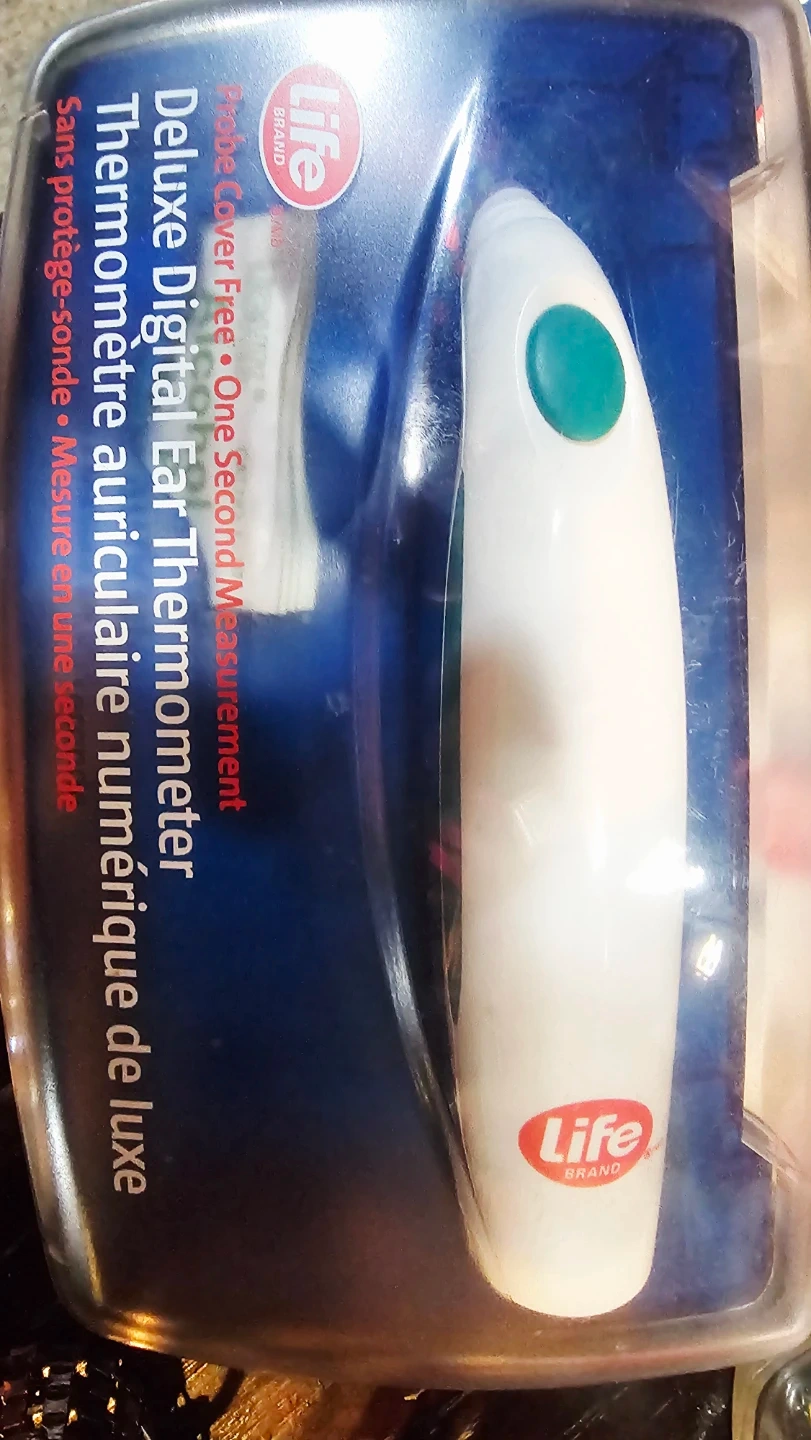 Life
BRAND
Probe Cover Free • One Second Measurement
Deluxe Digital Ear Thermometer
Thermomètre auriculaire numérique de luxe
Sans protège-sonde • Mesure en une seconde
Life
BRAND